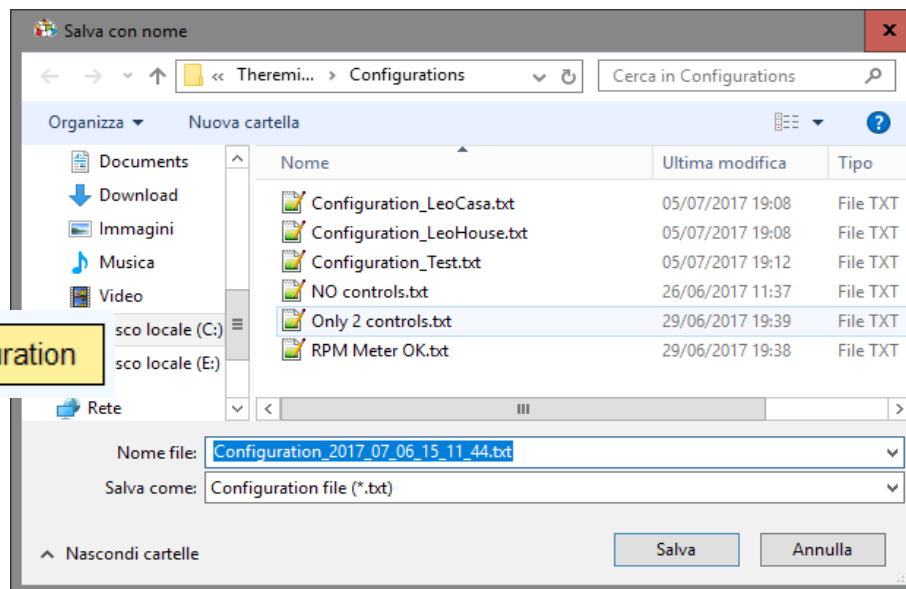 Salva con nome
x
« Theremi... > Configurations
Cerca in Configurations
Organizza
Nuova cartella
?
Documents
Download
Immagini
Musica
Video
sco locale (C:)
uration
sco locale (E:)
Rete
Nome Ultima modifica Tipo
Configuration_LeoCasa.txt 05/07/2017 19:08 File TXT
Configuration_LeoHouse.txt 05/07/2017 19:08 File TXT
Configuration_Test.txt 05/07/2017 19:12 File TXT
NO controls.txt 26/06/2017 11:37 File TXT
Only 2 controls.txt 29/06/2017 19:39 File TXT
RPM Meter OK.txt 29/06/2017 19:38 File TXT
Nome file: Configuration_2017_07_06_15_11_44.txt
Salva come: Configuration file (*.txt)
Nascondi cartelle
Salva
Annulla